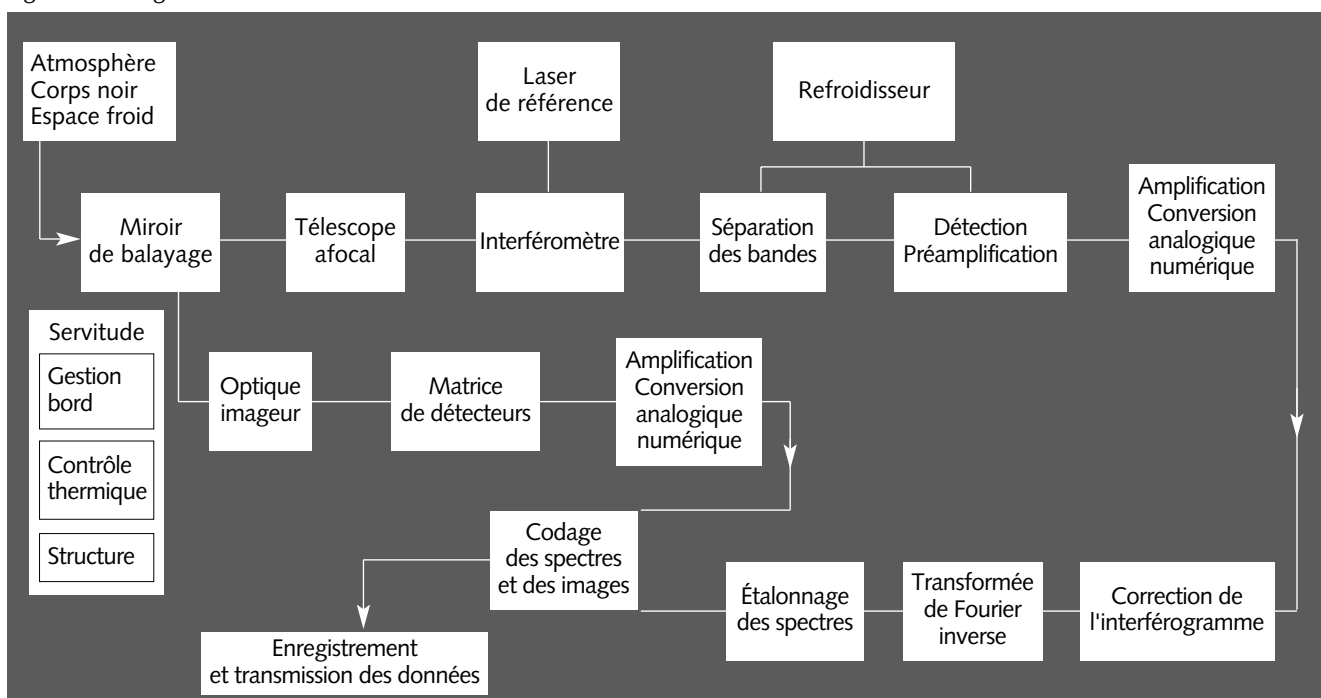 Atmosphère
Corps noir
Espace froid
Laser
de référence
Refroidisseur
Miroir
de balayage
Télescope
afocal
Interféromètre
Séparation
des bandes
Détection
Préamplification
Amplification
Conversion
analogique
numérique
Servitude
Gestion
bord
Contrôle
thermique
Structure
Optique
imageur
Matrice
de détecteurs
Amplification
Conversion
analogique
numérique
Codage
des spectres
et des images
Étalonnage
des spectres
Transformée
de Fourier
inverse
Correction de
l'interférogramme
Enregistrement
et transmission des données